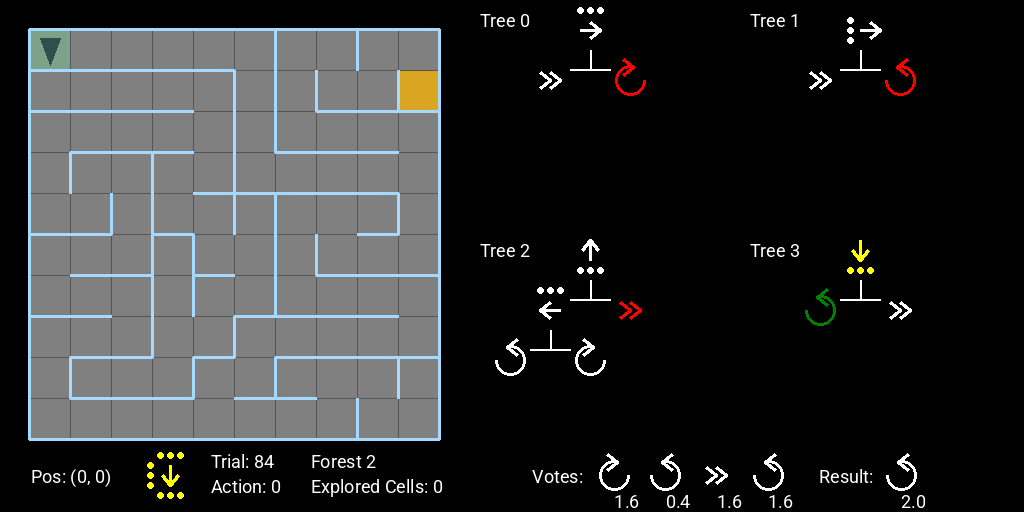 Tree 0
Tree 1
Tree 2
Tree 3
Pos: (0, 0)
Trial: 84
Forest 2
Action: 0
Explored Cells: 0
Votes:
1.6
0.4
1.6
1.6
Result:
2.0